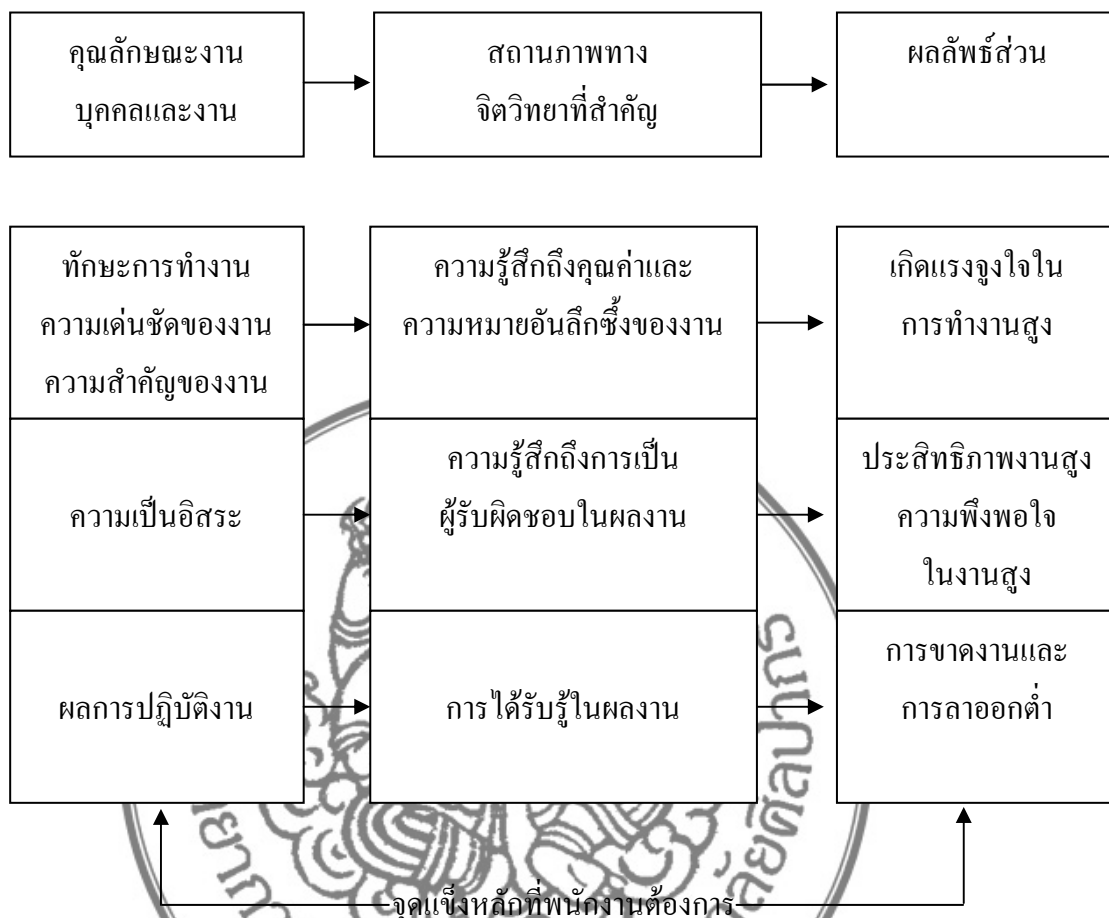 คุณลักษณะงาน
บุคคลและงาน
สถานภาพทาง
จิตวิทยาที่สำคัญ
ผลลัพธ์ส่วน
ทักษะการทำงาน
ความเด่นชัดของงาน
ความสำคัญของงาน
ความรู้สึกถึงคุณค่าและ
ความหมายอันลึกซึ้งของงาน
เกิดแรงจูงใจใน
การทำงานสูง
ความเป็นอิสระ
ความรู้สึกถึงการเป็น
ผู้รับผิดชอบในผลงาน
ประสิทธิภาพงานสูง
ความพึงพอใจ
ในงานสูง
ผลการปฏิบัติงาน
การได้รับรู้ในผลงาน
การขาดงานและ
การลาออกต่ำ
จุดแข็งหลักที่พนักงานต้องการ